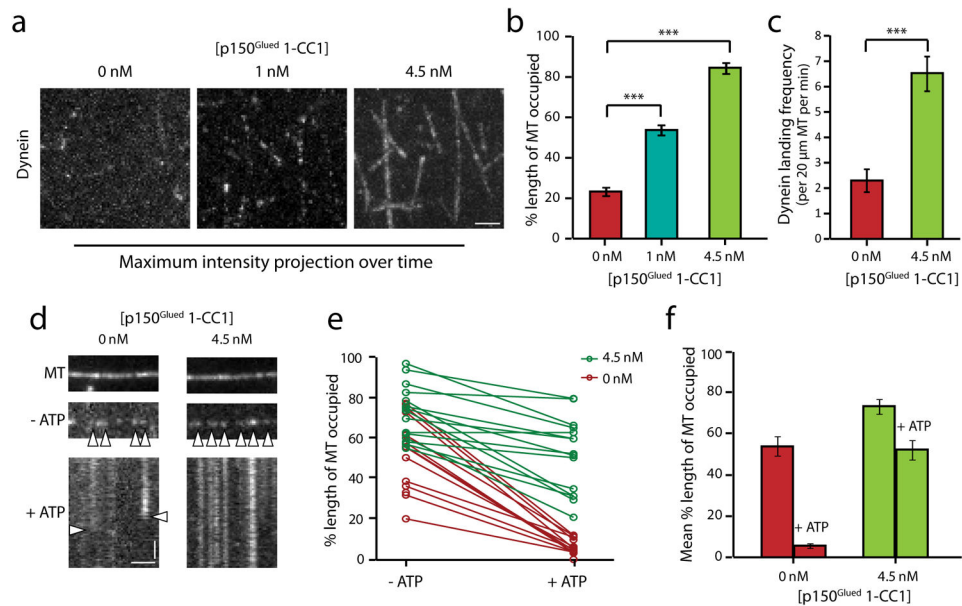 a
[p150Glued 1-CC1]
0 nM
1 nM
4.5 nM
Dynein
Maximum intensity projection over time
b
% length of MT occupied
100
80
60
40
20
0
***
***
0 nM
1 nM
4.5 nM
[p150Glued 1-CC1]
c
Dynein landing frequency
(per 20 μm MT per min)
8
7
6
5
4
3
2
1
0
***
0 nM
4.5 nM
[p150Glued 1-CC1]
d
[p150Glued 1-CC1]
0 nM
4.5 nM
MT
- ATP
+ ATP
e
% length of MT occupied
100
80
60
40
20
0
4.5 nM
0 nM
- ATP
+ ATP
f
Mean % length of MT occupied
100
80
60
40
20
0
+ ATP
+ ATP
0 nM
4.5 nM
[p150Glued 1-CC1]